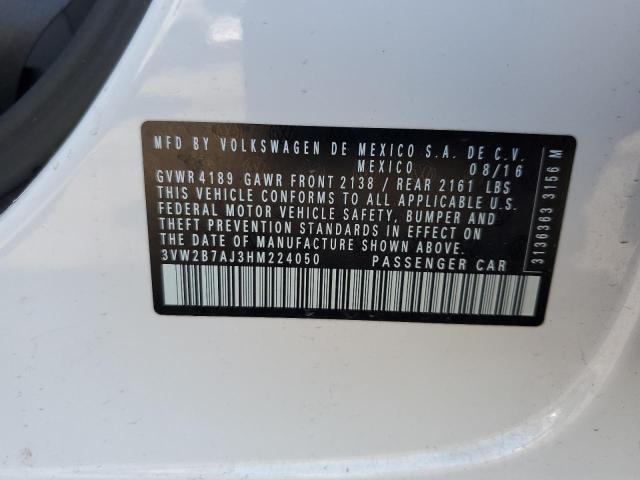 MFD BY VOLKSWAGEN DE MEXICO S.A. DE C.V.
MEXICO 08/16
GVWR 4189 GAWR FRONT 2138 / REAR 2161 LBS
THIS VEHICLE CONFORMS TO ALL APPLICABLE U.S.
FEDERAL MOTOR VEHICLE SAFETY, BUMPER AND
THEFT PREVENTION STANDARDS IN EFFECT ON
THE DATE OF MANUFACTURE SHOWN ABOVE.
3VW2B7AJ3HM224050 PASSENGER CAR
3136363 3156 M